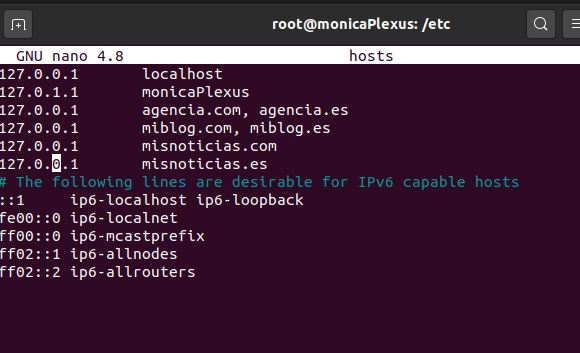 root@monicaPlexus: /etc
GNU nano 4.8 hosts
127.0.0.1 localhost
127.0.1.1 monicaPlexus
127.0.0.1 agencia.com, agencia.es
127.0.0.1 miblog.com, miblog.es
127.0.0.1 misnoticias.com
127.0.0.1 misnoticias.es
# The following lines are desirable for IPv6 capable hosts
::1 ip6-localhost ip6-loopback
fe00::0 ip6-localnet
ff00::0 ip6-mcastprefix
ff02::1 ip6-allnodes
ff02::2 ip6-allrouters